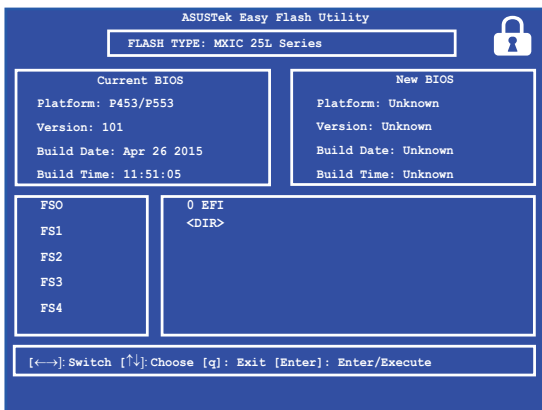 ASUSTek Easy Flash Utility
FLASH TYPE: MXIC 25L Series
Current BIOS
Platform: P453/P553
Version: 101
Build Date: Apr 26 2015
Build Time: 11:51:05
New BIOS
Platform: Unknown
Version: Unknown
Build Date: Unknown
Build Time: Unknown
FSO
FS1
FS2
FS3
FS4
0 EFI
<DIR>
[←→]: Switch [↑↓]: Choose [q]: Exit [Enter]: Enter/Execute